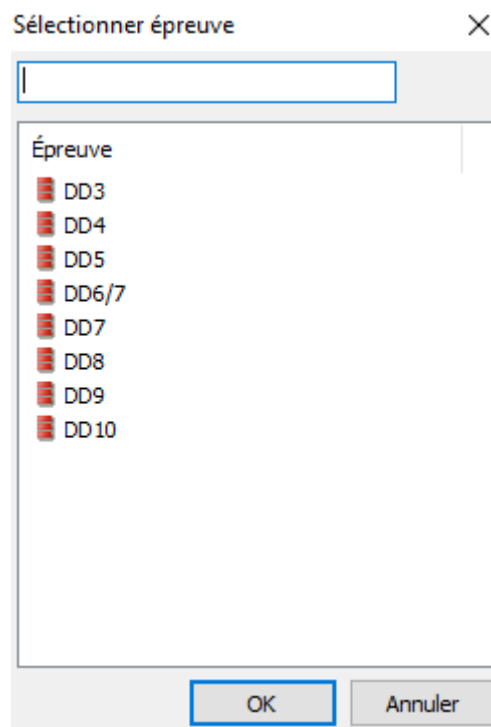 Sélectionner épreuve
Épreuve
DD3
DD4
DD5
DD6/7
DD7
DD8
DD9
DD10
OK Annuler